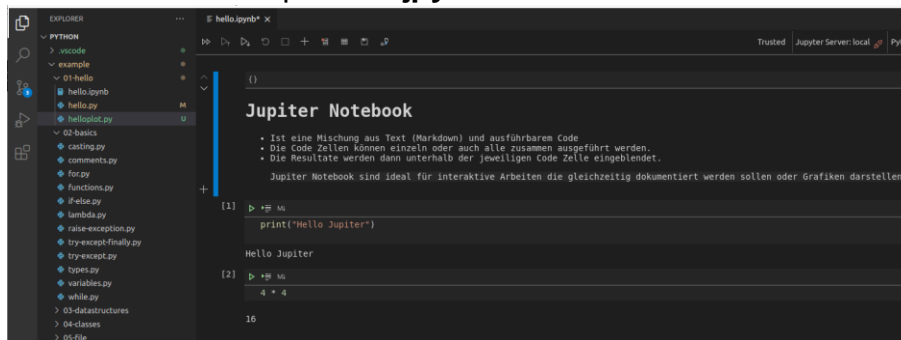 EXPLORER
PYTHON
.vscode
example
01-hello
hello.ipynb
hello.py M
helloplot.py U
02-basics
casting.py
comments.py
for.py
functions.py
if-else.py
lambda.py
raise-exception.py
try-except-finally.py
try-except.py
types.py
variables.py
while.py
03-datastructures
04-classes
05-file
hello.ipynb*
Trusted Jupyter Server: local
{}
Jupiter Notebook
Ist eine Mischung aus Text (Markdown) und ausführbarem Code
Die Code Zellen können einzeln oder auch alle zusammen ausgeführt werden.
Die Resultate werden dann unterhalb der jeweiligen Code Zelle eingeblendet.
Jupiter Notebook sind ideal für interaktive Arbeiten die gleichzeitig dokumentiert werden sollen oder Grafiken darstellen
[1]
print("Hello Jupiter")
Hello Jupiter
[2]
4 * 4
16